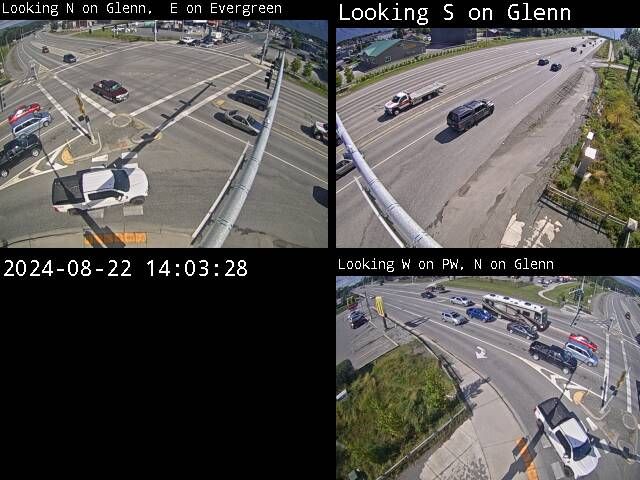 Looking N on Glenn,  E on Evergreen
Looking S on Glenn
2024-08-22 14:03:28
Looking W on PW, N on Glenn